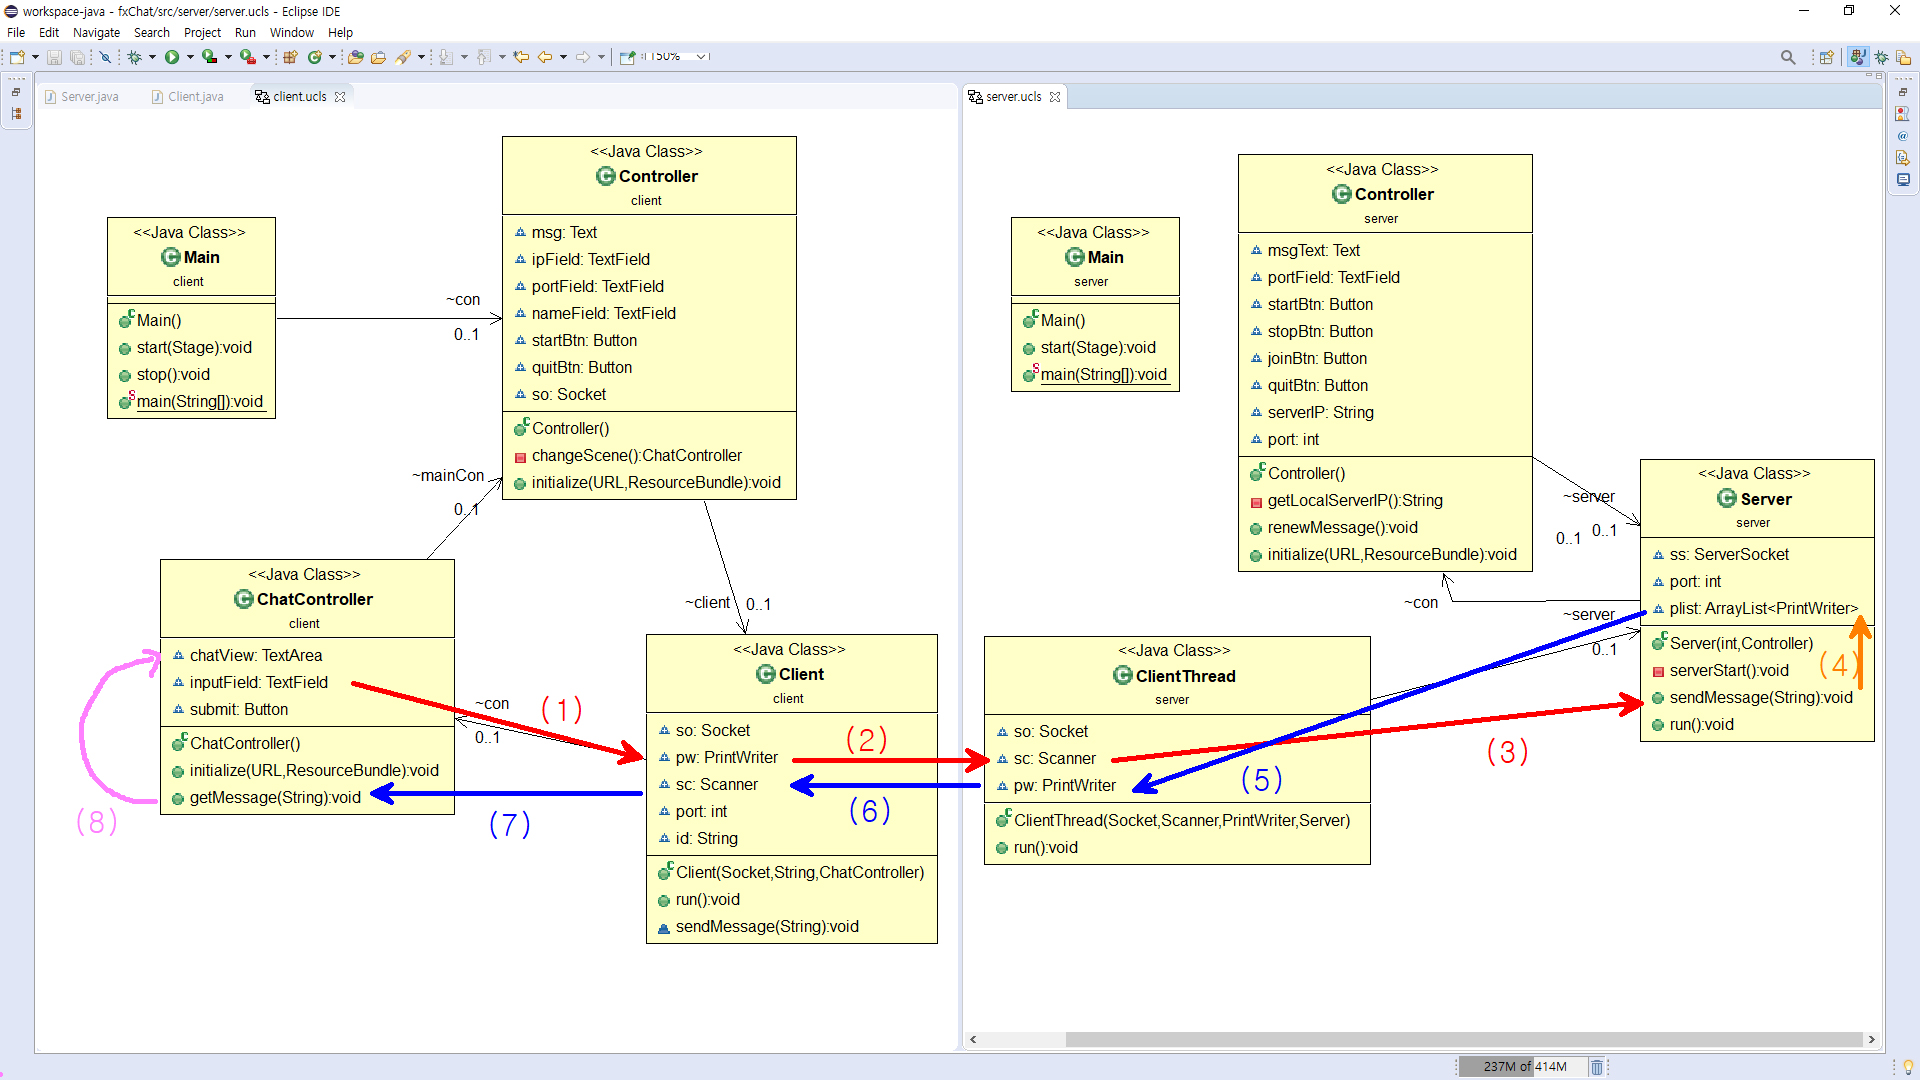 workspace-java - fxChat/src/server/server.ucls - Eclipse IDE
File Edit Navigate Search Project Run Window Help
150%
Server.java Client.java client.ucls
<<Java Class>>
Main
client
Main()
start(Stage):void
stop():void
main(String[]):void
~con
0..1
<<Java Class>>
Controller
client
msg: Text
ipField: TextField
portField: TextField
nameField: TextField
startBtn: Button
quitBtn: Button
so: Socket
Controller()
changeScene():ChatController
initialize(URL,ResourceBundle):void
~mainCon
0..1
<<Java Class>>
ChatController
client
chatView: TextArea
inputField: TextField
submit: Button
ChatController()
initialize(URL,ResourceBundle):void
getMessage(String):void
(8)
~con
0..1
(1)
(7)
~client 0..1
<<Java Class>>
Client
client
so: Socket
pw: PrintWriter
sc: Scanner
port: int
id: String
Client(Socket,String,ChatController)
run():void
sendMessage(String):void
(2)
(6)
server.ucls
<<Java Class>>
Main
server
Main()
start(Stage):void
main(String[]):void
<<Java Class>>
Controller
server
msgText: Text
portField: TextField
startBtn: Button
stopBtn: Button
joinBtn: Button
quitBtn: Button
serverIP: String
port: int
Controller()
getLocalServerIP():String
renewMessage():void
initialize(URL,ResourceBundle):void
~server
0..1
0..1
~con
~server
0..1
<<Java Class>>
ClientThread
server
so: Socket
sc: Scanner
pw: PrintWriter
ClientThread(Socket,Scanner,PrintWriter,Server)
run():void
(5)
(3)
<<Java Class>>
Server
server
ss: ServerSocket
port: int
plist: ArrayList<PrintWriter>
Server(int,Controller)
serverStart():void
(4)
sendMessage(String):void
run():void
237M of 414M